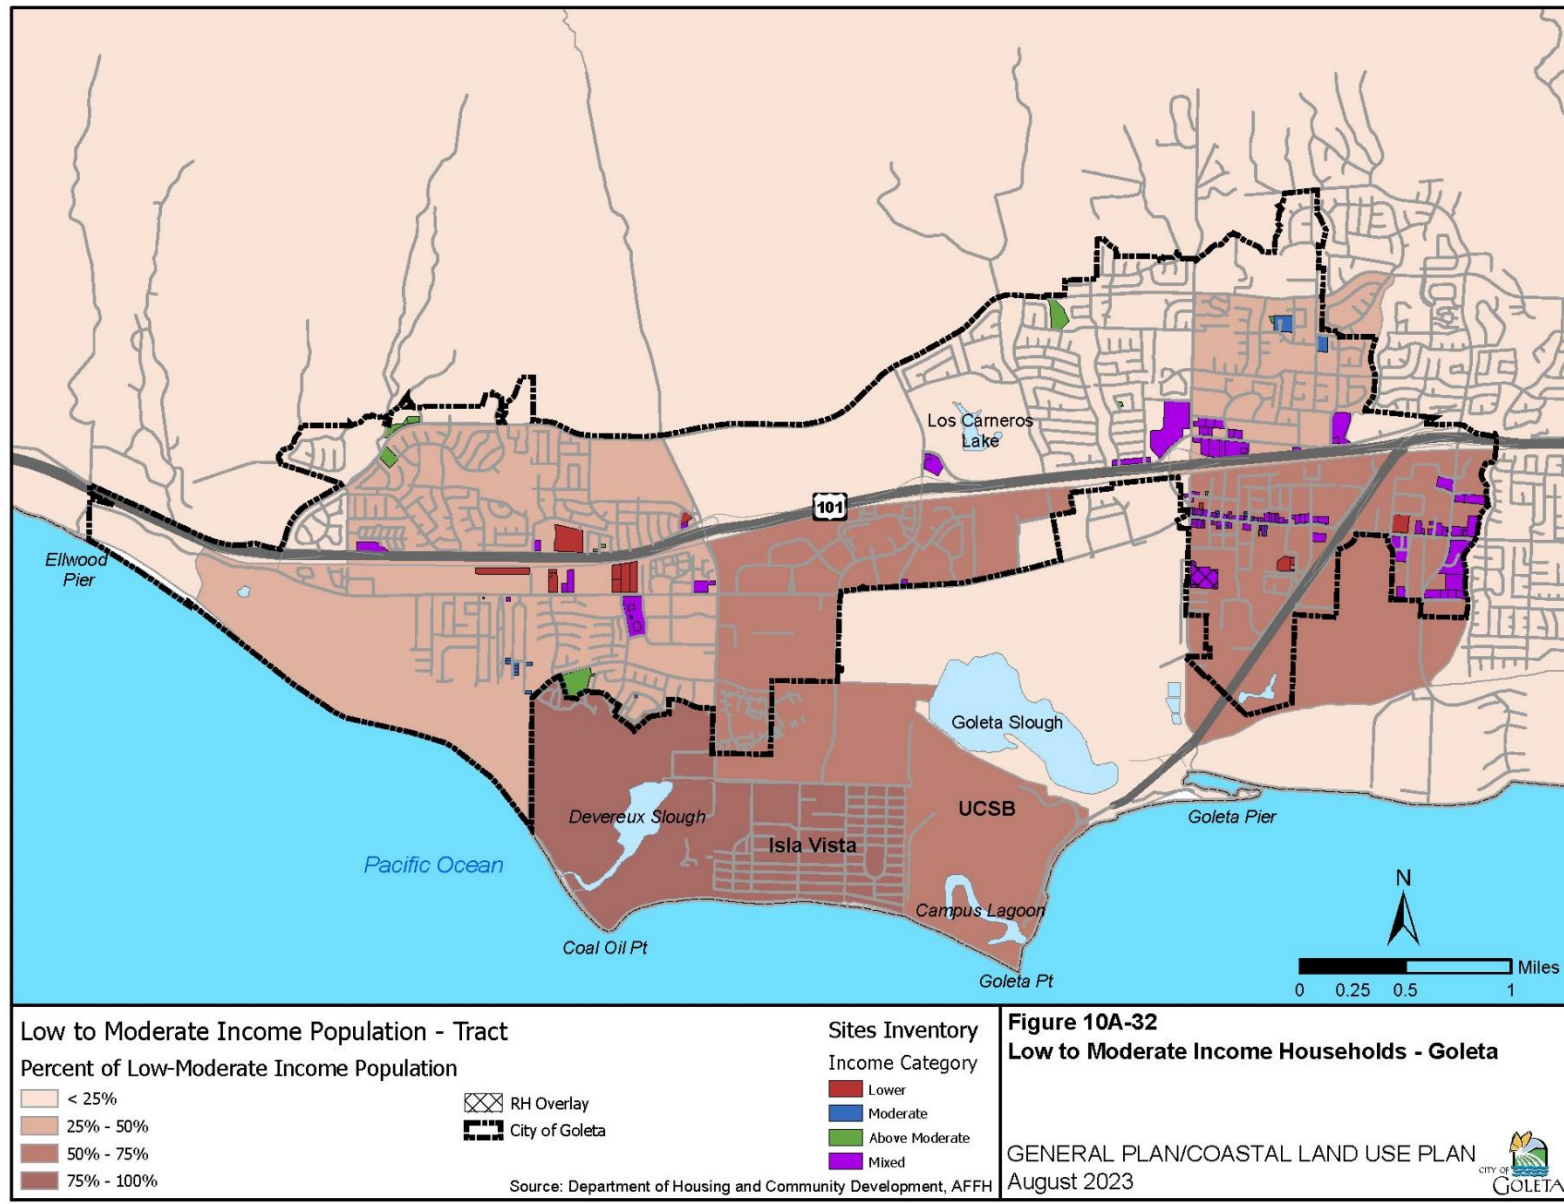 Los Carneros
Lake
101
Ellwood
Pier
Goleta Slough
UCSB
Devereux Slough
Isla Vista
Goleta Pier
Pacific Ocean
Campus Lagoon
Coal Oil Pt
Goleta Pt
N
Miles
0 0.25 0.5 1
Low to Moderate Income Population - Tract
Percent of Low-Moderate Income Population
< 25%
25% - 50%
50% - 75%
75% - 100%
RH Overlay
City of Goleta
Sites Inventory
Income Category
Lower
Moderate
Above Moderate
Mixed
Source: Department of Housing and Community Development, AFFH
Figure 10A-32
Low to Moderate Income Households - Goleta
GENERAL PLAN/COASTAL LAND USE PLAN
August 2023
CITY OF
GOLETA